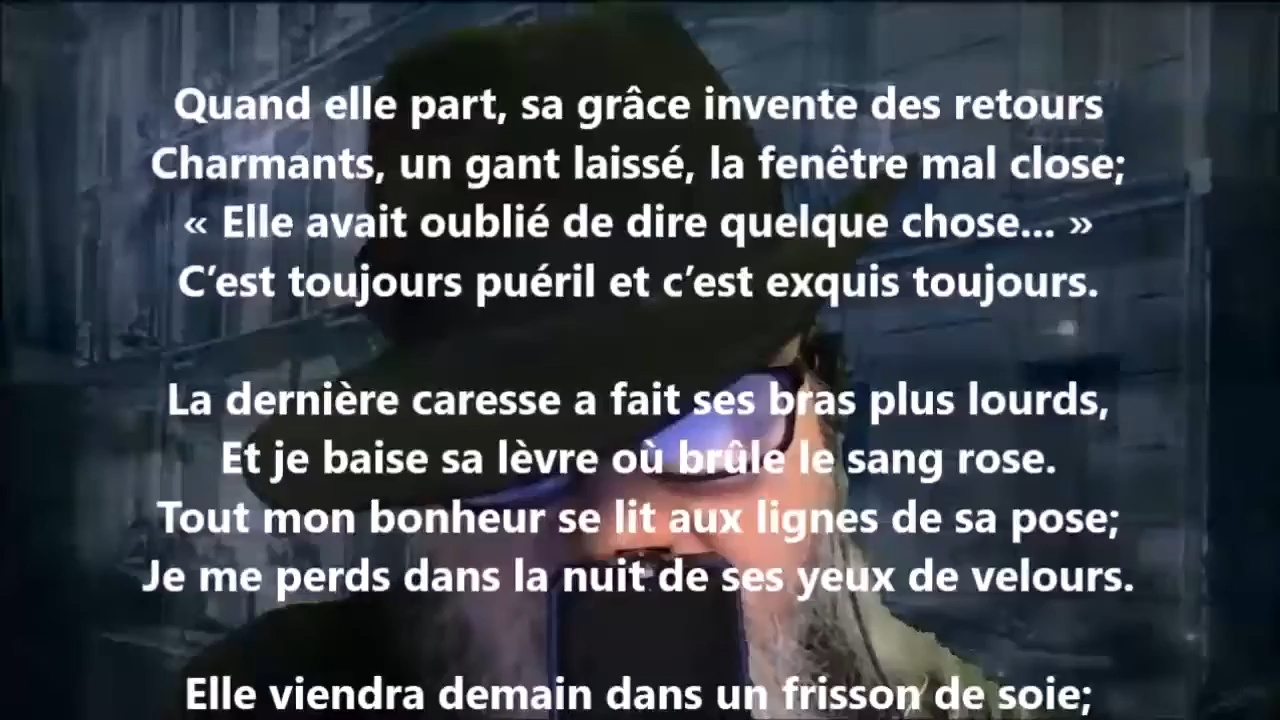 Quand elle part, sa grâce invente des retours
Charmants, un gant laissé, la fenêtre mal close;
« Elle avait oublié de dire quelque chose... »
C’est toujours puéril et c’est exquis toujours.
La dernière caresse a fait ses bras plus lourds,
Et je baise sa lèvre où brûle le sang rose.
Tout mon bonheur se lit aux lignes de sa pose;
Je me perds dans la nuit de ses yeux de velours.
Elle viendra demain dans un frisson de soie;